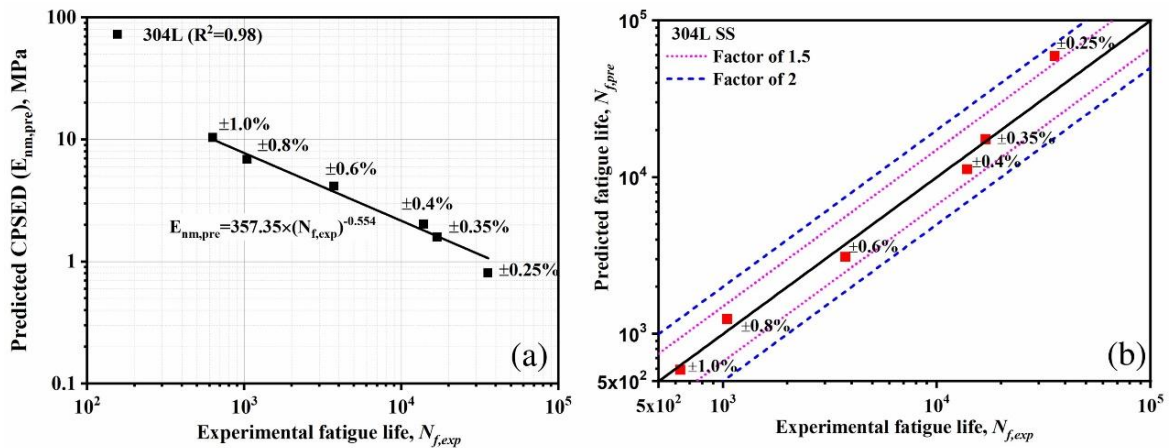 100
10
1
0.1
10²
10³
10⁴
10⁵
Predicted CPSED (Eₙₘ,ₚᵣₑ), MPa
Experimental fatigue life, N_f,exp
304L (R²=0.98)
±1.0%
±0.8%
±0.6%
±0.4%
±0.35%
±0.25%
Eₙₘ,ₚᵣₑ=357.35×(N_f,exp)⁻⁰·⁵⁵⁴
(a)
10⁵
10⁴
10³
5x10²
5x10²
10³
10⁴
10⁵
Predicted fatigue life, N_f,pre
Experimental fatigue life, N_f,exp
304L SS
Factor of 1.5
Factor of 2
±0.25%
±0.35%
±0.4%
±0.6%
±0.8%
±1.0%
(b)